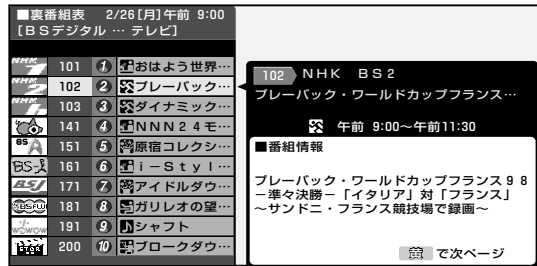 ■裏番組表 2/26[月]午前 9:00
[BSデジタル … テレビ]
101 1 おはよう世界…
102 2 プレーバック…
103 3 ダイナミック…
141 4 NNN24モ…
BS-i 161 6 i-Styl…
151 5 原宿コレクシ…
BSJ 171 7 アイドルダウ…
181 8 ガリレオの望…
WOWOW 191 9 シャフト
200 10 ブロークダウ…
102 NHK BS2
プレーバック・ワールドカップフランス…
午前 9:00~午前11:30
■番組情報
プレーバック・ワールドカップフランス98
-準々決勝-「イタリア」対「フランス」
~サンドニ・フランス競技場で録画~
黄 で次ページ